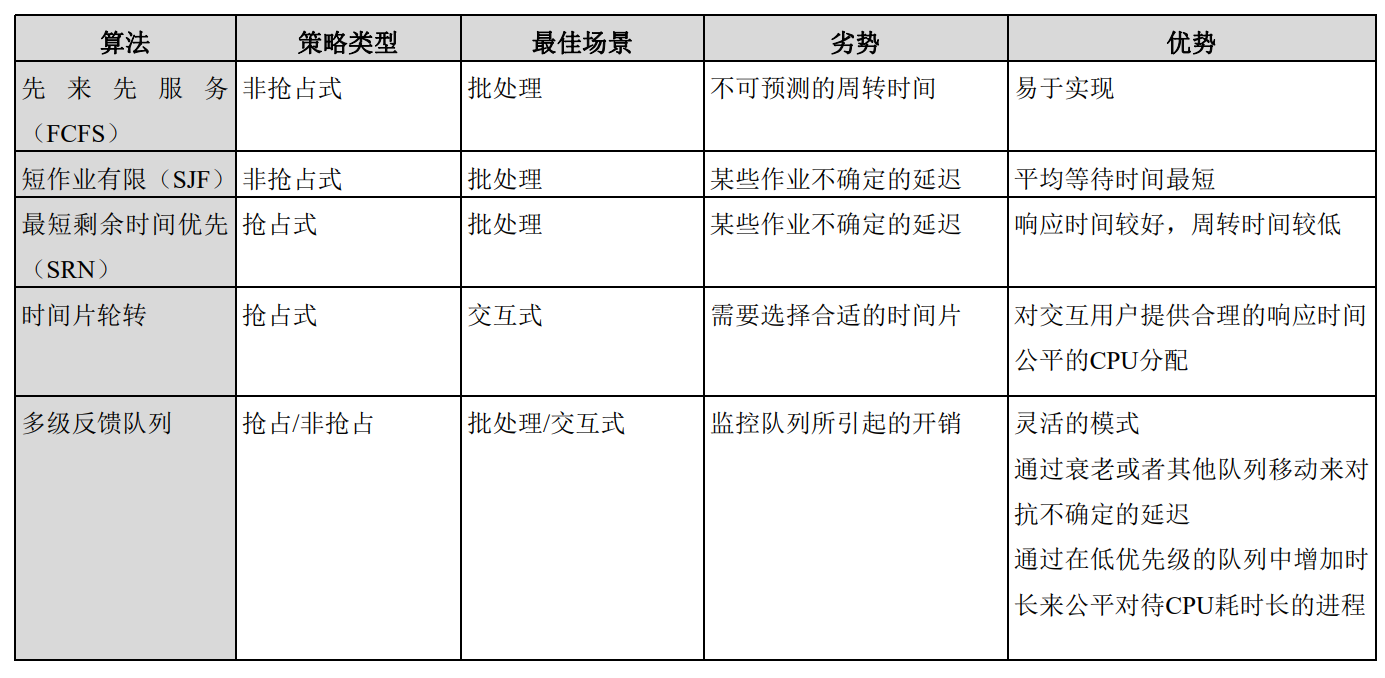 算法 策略类型 最佳场景 劣势 优势
先来先服务 非抢占式 批处理 不可预测的周转时间 易于实现
（FCFS）
短作业有限（SJF） 非抢占式 批处理 某些作业不确定的延迟 平均等待时间最短
最短剩余时间优先 抢占式 批处理 某些作业不确定的延迟 响应时间较好，周转时间较低
（SRN）
时间片轮转 抢占式 交互式 需要选择合适的时间片 对交互用户提供合理的响应时间
公平的CPU分配
多级反馈队列 抢占/非抢占 批处理/交互式 监控队列所引起的开销 灵活的模式
通过衰老或者其他队列移动来对
抗不确定的延迟
通过在低优先级的队列中增加时
长来公平对待CPU耗时长的进程